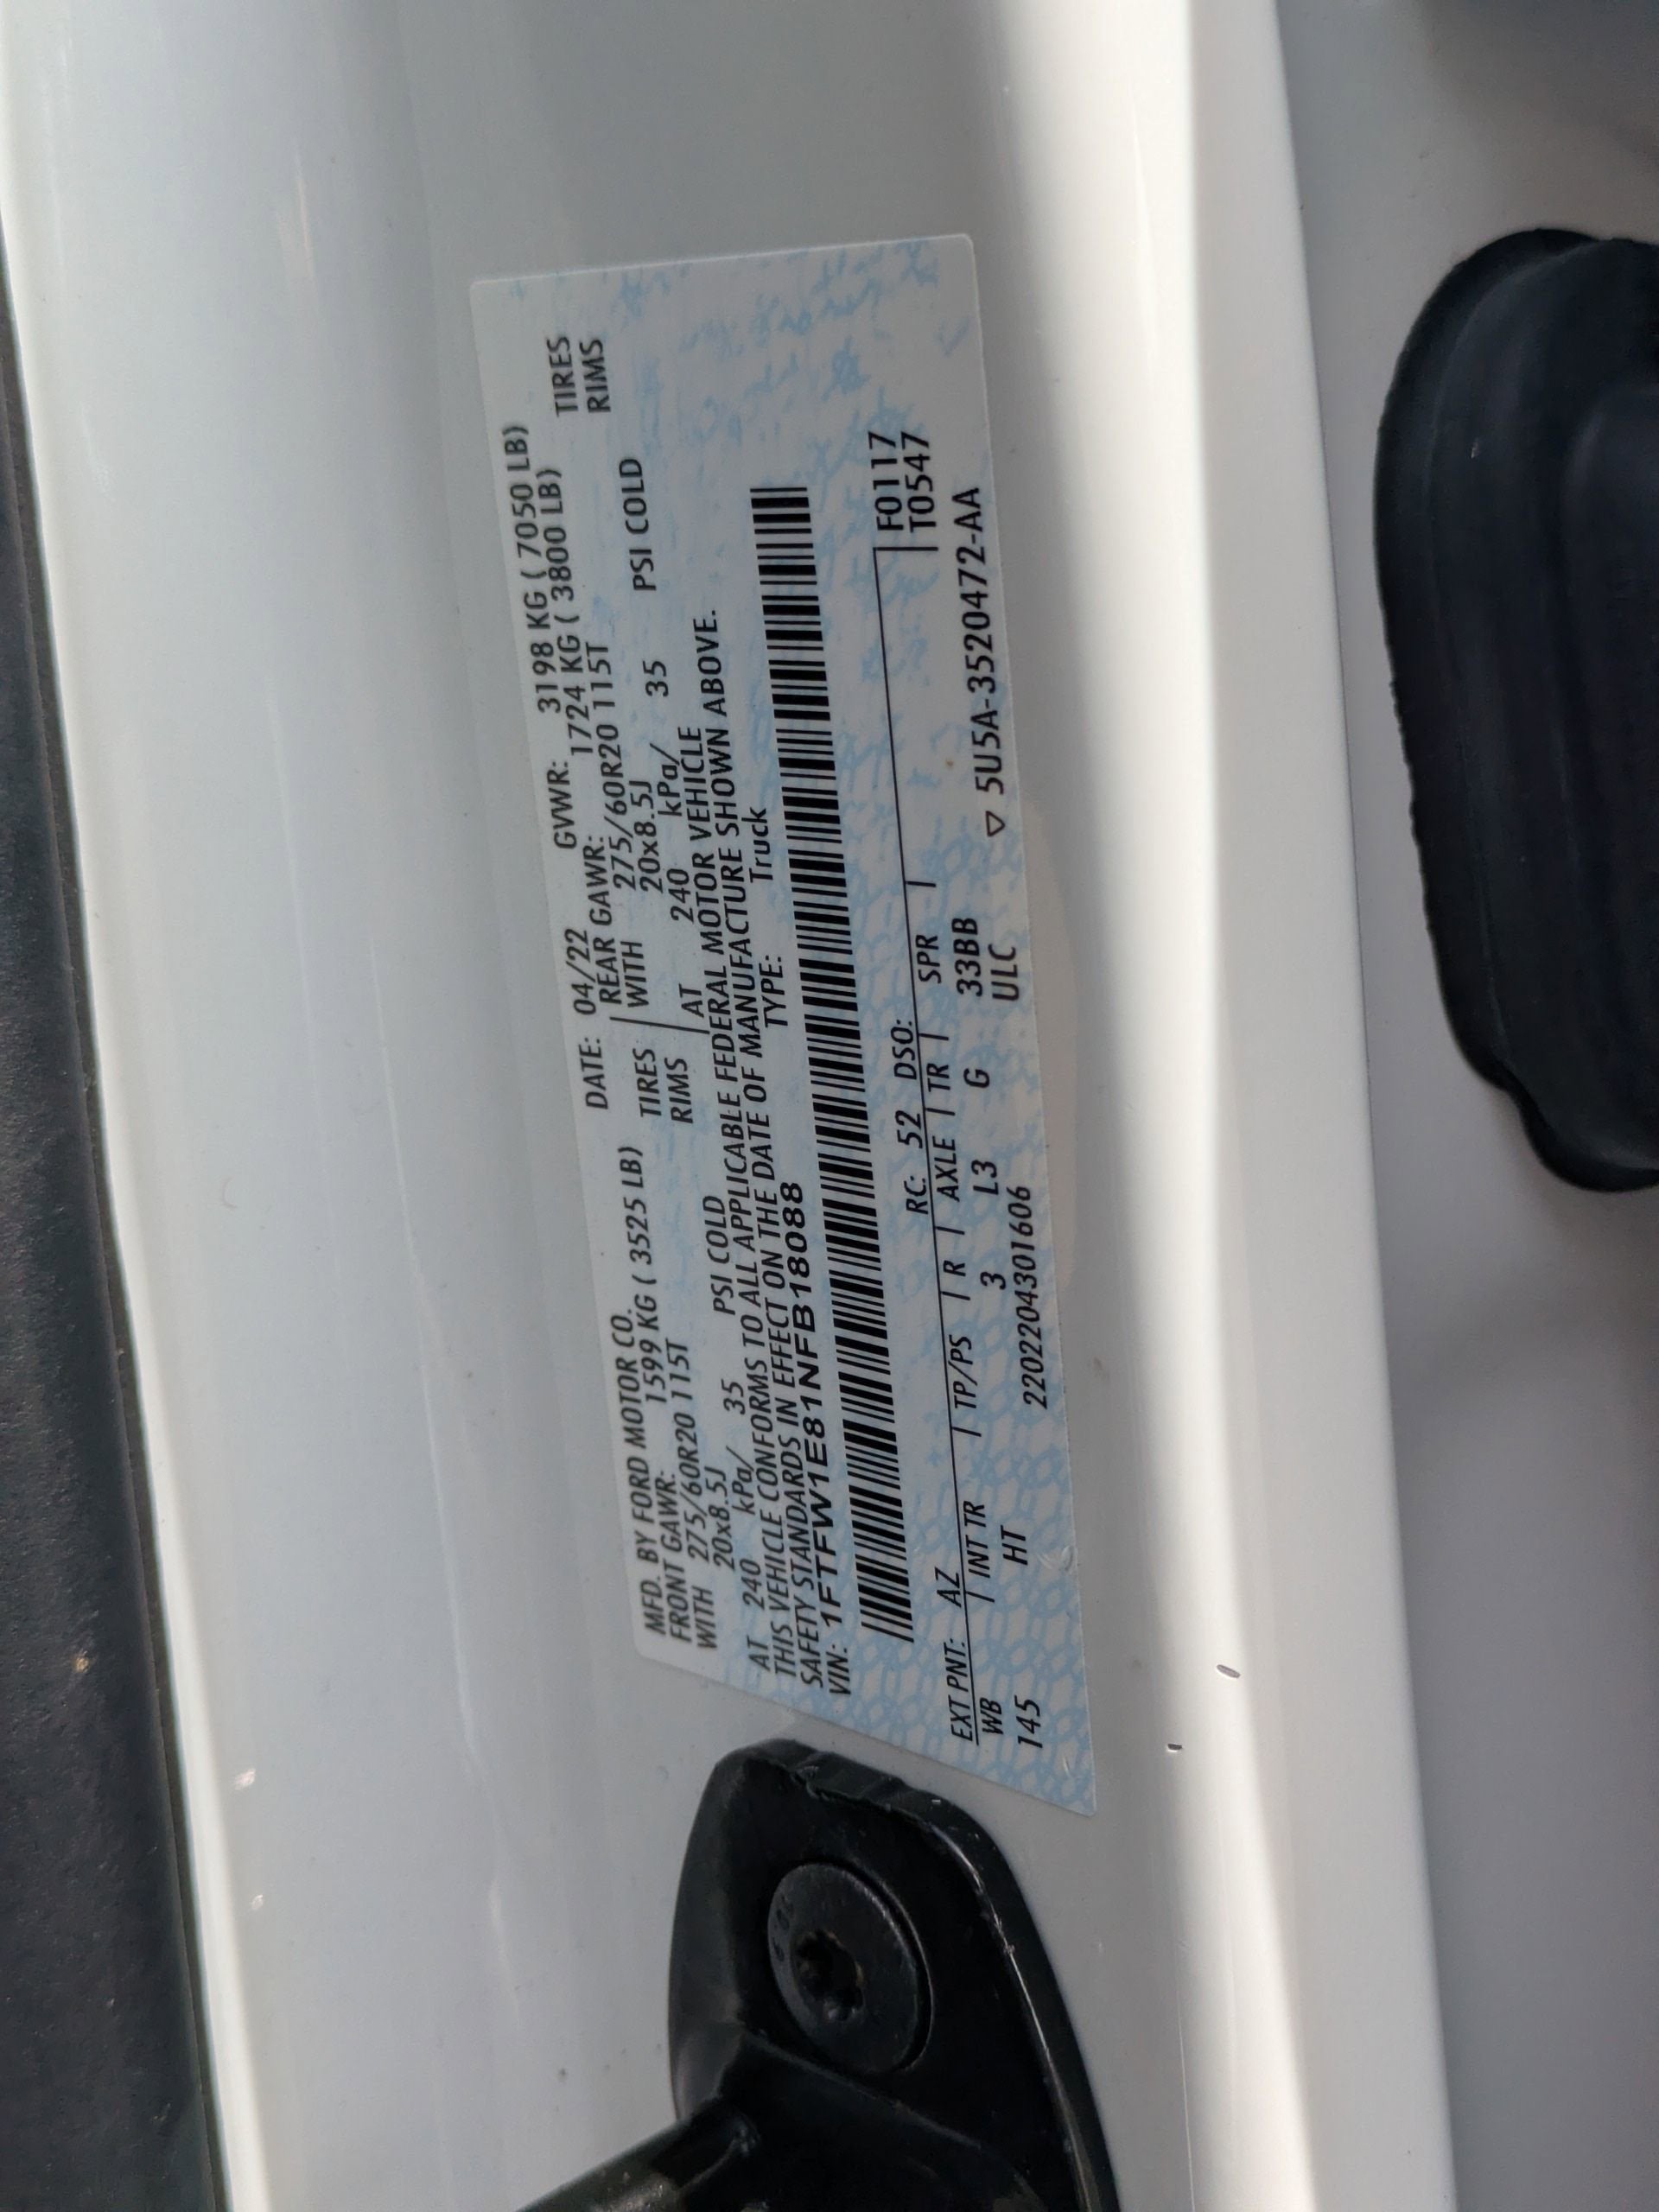 MFD. BY FORD MOTOR CO.
DATE: 04/22 GVWR: 3198 KG ( 7050 LB)
FRONT GAWR: 1599 KG ( 3525 LB) REAR GAWR: 1724 KG ( 3800 LB)
WITH 275/60R20 115T TIRES WITH 275/60R20 115T TIRES
20x8.5J RIMS 20x8.5J RIMS
AT 240 kPa/ 35 PSI COLD AT 240 kPa/ 35 PSI COLD
THIS VEHICLE CONFORMS TO ALL APPLICABLE FEDERAL MOTOR VEHICLE
SAFETY STANDARDS IN EFFECT ON THE DATE OF MANUFACTURE SHOWN ABOVE.
VIN: 1FTFW1E81NFB18088 TYPE: Truck
EXT PNT: AZ RC: 52 DSO: F0117
WB INT TR TP/PS R AXLE TR SPR T0547
145 HT 3 L3 G 33BB
2202204301606 ULC ▽ 5U5A-3520472-AA